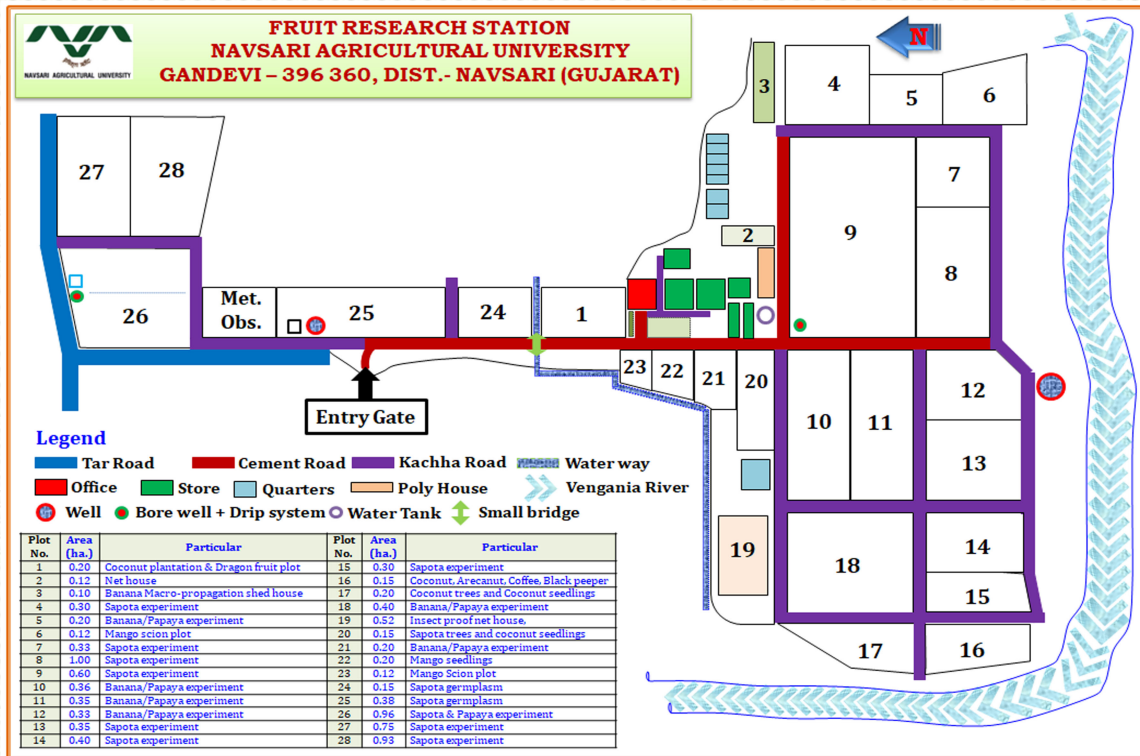 FRUIT RESEARCH STATION
NAVSARI AGRICULTURAL UNIVERSITY
GANDEVI – 396 360, DIST.- NAVSARI (GUJARAT)
NAVSARI AGRICULTURAL UNIVERSITY
N
3
4
5
6
27
28
7
9
2
8
26
Met.
Obs.
25
24
1
23
22
21
20
10
11
12
13
Entry Gate
19
18
14
15
17
16
Legend
Tar Road
Cement Road
Kachha Road
Water way
Office
Store
Quarters
Poly House
Vengania River
Well
Bore well + Drip system
Water Tank
Small bridge
Plot No. Area (ha.) Particular Plot No. Area (ha.) Particular
1 0.20 Coconut plantation & Dragon fruit plot 15 0.30 Sapota experiment
2 0.12 Net house 16 0.15 Coconut, Arecanut, Coffee, Black peeper
3 0.10 Banana Macro-propagation shed house 17 0.20 Coconut trees and Coconut seedlings
4 0.30 Sapota experiment 18 0.40 Banana/Papaya experiment
5 0.20 Banana/Papaya experiment 19 0.52 Insect proof net house,
6 0.12 Mango scion plot 20 0.15 Sapota trees and coconut seedlings
7 0.33 Sapota experiment 21 0.20 Banana/Papaya experiment
8 1.00 Sapota experiment 22 0.20 Mango seedlings
9 0.60 Sapota experiment 23 0.12 Mango Scion plot
10 0.36 Banana/Papaya experiment 24 0.15 Sapota germplasm
11 0.35 Banana/Papaya experiment 25 0.38 Sapota germplasm
12 0.33 Banana/Papaya experiment 26 0.96 Sapota & Papaya experiment
13 0.35 Sapota experiment 27 0.75 Sapota experiment
14 0.40 Sapota experiment 28 0.93 Sapota experiment